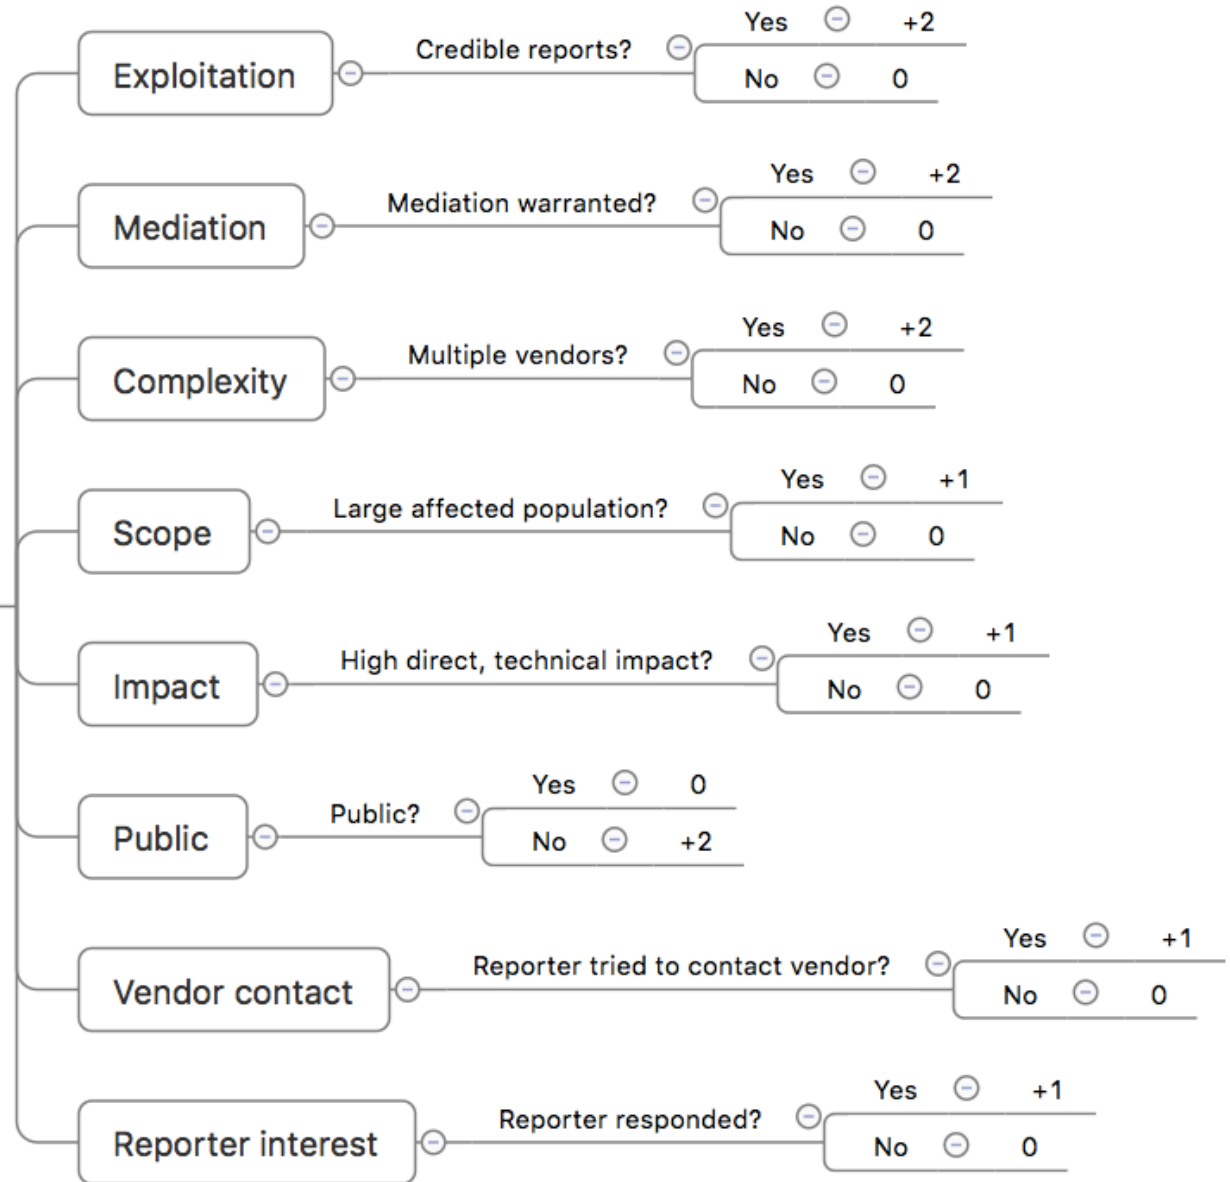 Exploitation
Credible reports?
Yes +2
No 0
Mediation
Mediation warranted?
Yes +2
No 0
Complexity
Multiple vendors?
Yes +2
No 0
Scope
Large affected population?
Yes +1
No 0
Impact
High direct, technical impact?
Yes +1
No 0
Public
Public?
Yes 0
No +2
Vendor contact
Reporter tried to contact vendor?
Yes +1
No 0
Reporter interest
Reporter responded?
Yes +1
No 0